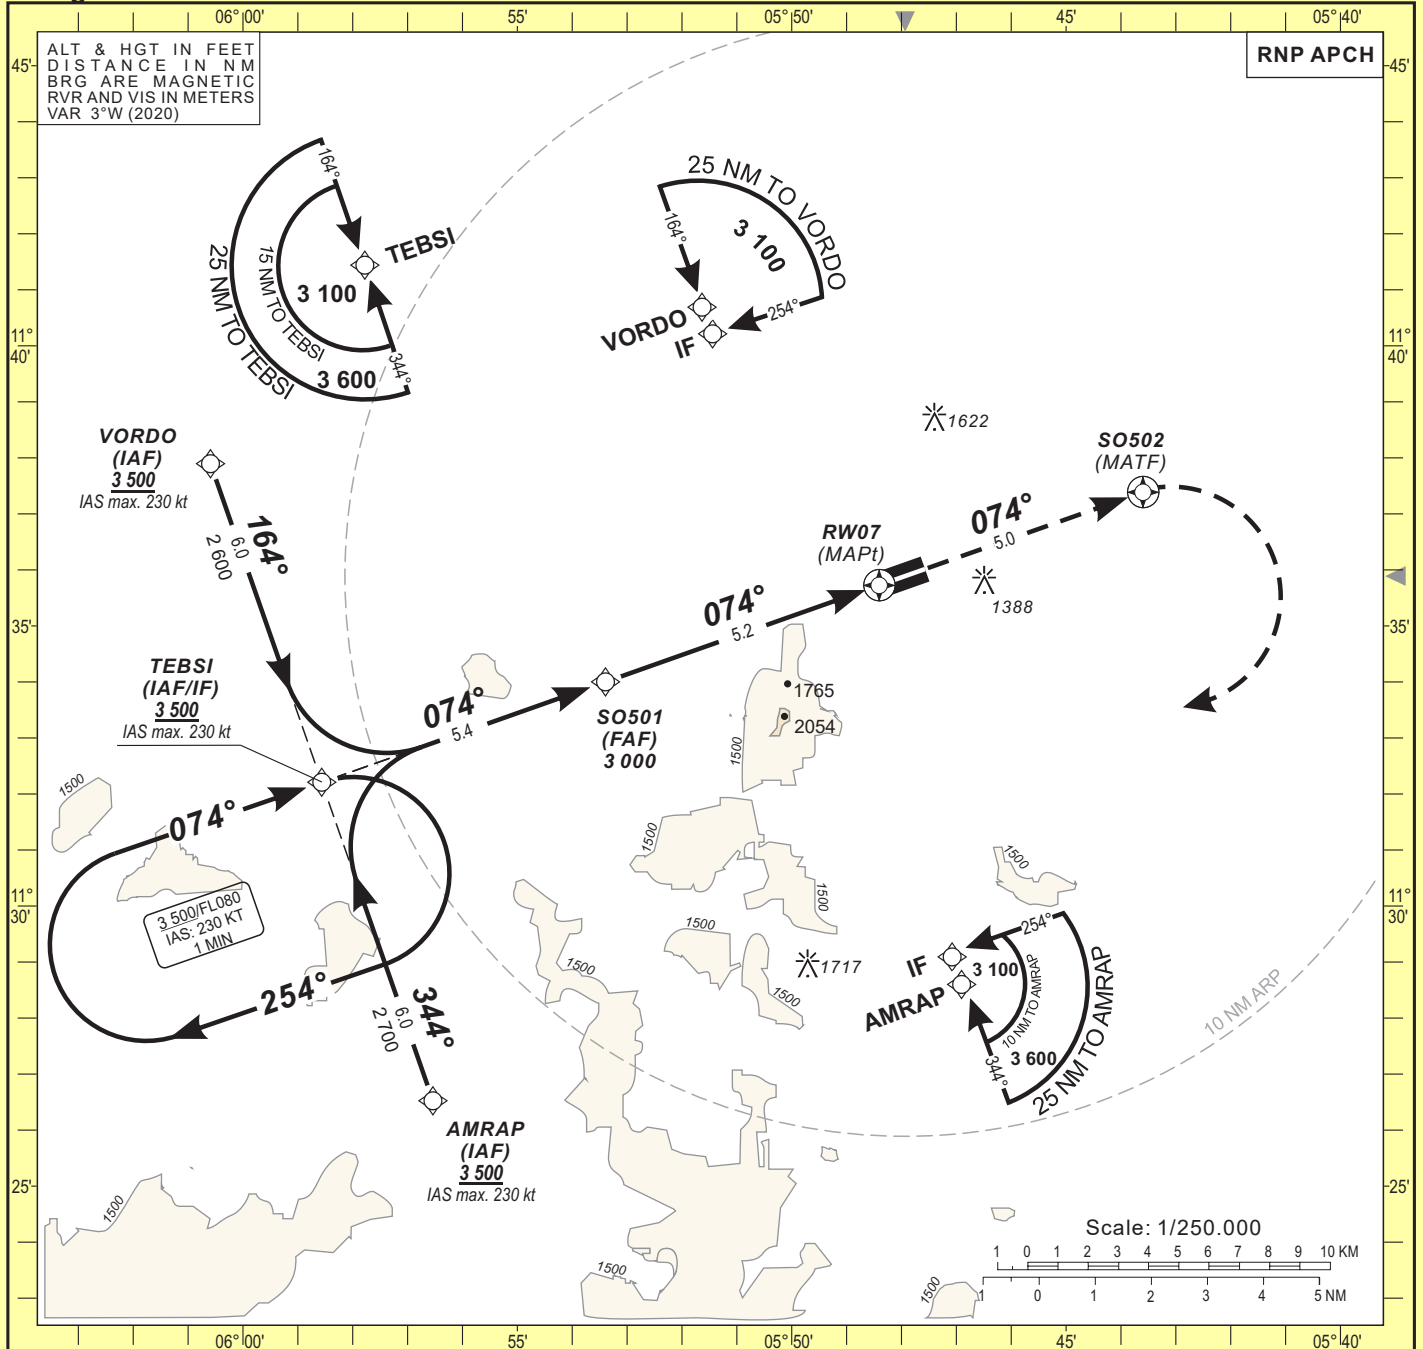 06°00'
55'
05°50'
45'
05°40'
ALT & HGT IN FEET
DISTANCE IN NM
BRG ARE MAGNETIC
RVR AND VIS IN METERS
VAR 3°W (2020)
RNP APCH
45'
45'
164°
25 NM TO TEBSI
15 NM TO TEBSI
3 100
3 600
344°
TEBSI
25 NM TO VORDO
3 100
164°
254°
VORDO
IF
11°
40'
11°
40'
1622
VORDO
(IAF)
3 500
IAS max. 230 kt
SO502
(MATF)
164°
6.0
2 600
074°
5.0
RW07
(MAPt)
1388
074°
5.2
35'
35'
TEBSI
(IAF/IF)
3 500
IAS max. 230 kt
074°
5.4
SO501
(FAF)
3 000
1765
2054
1500
1500
074°
1500
1500
1500
3 500/FL080
IAS: 230 KT
1 MIN
11°
30'
11°
30'
1500
1500
1717
1500
254°
254°
IF
AMRAP
3 100
10 NM TO AMRAP
3 600
25 NM TO AMRAP
344°
10 NM ARP
344°
6.0
2 700
AMRAP
(IAF)
3 500
IAS max. 230 kt
25'
25'
1500
1500
1500
Scale: 1/250.000
1 0 1 2 3 4 5 6 7 8 9 10 KM
1 0 1 2 3 4 5 NM
06°00'
55'
05°50'
45'
05°40'